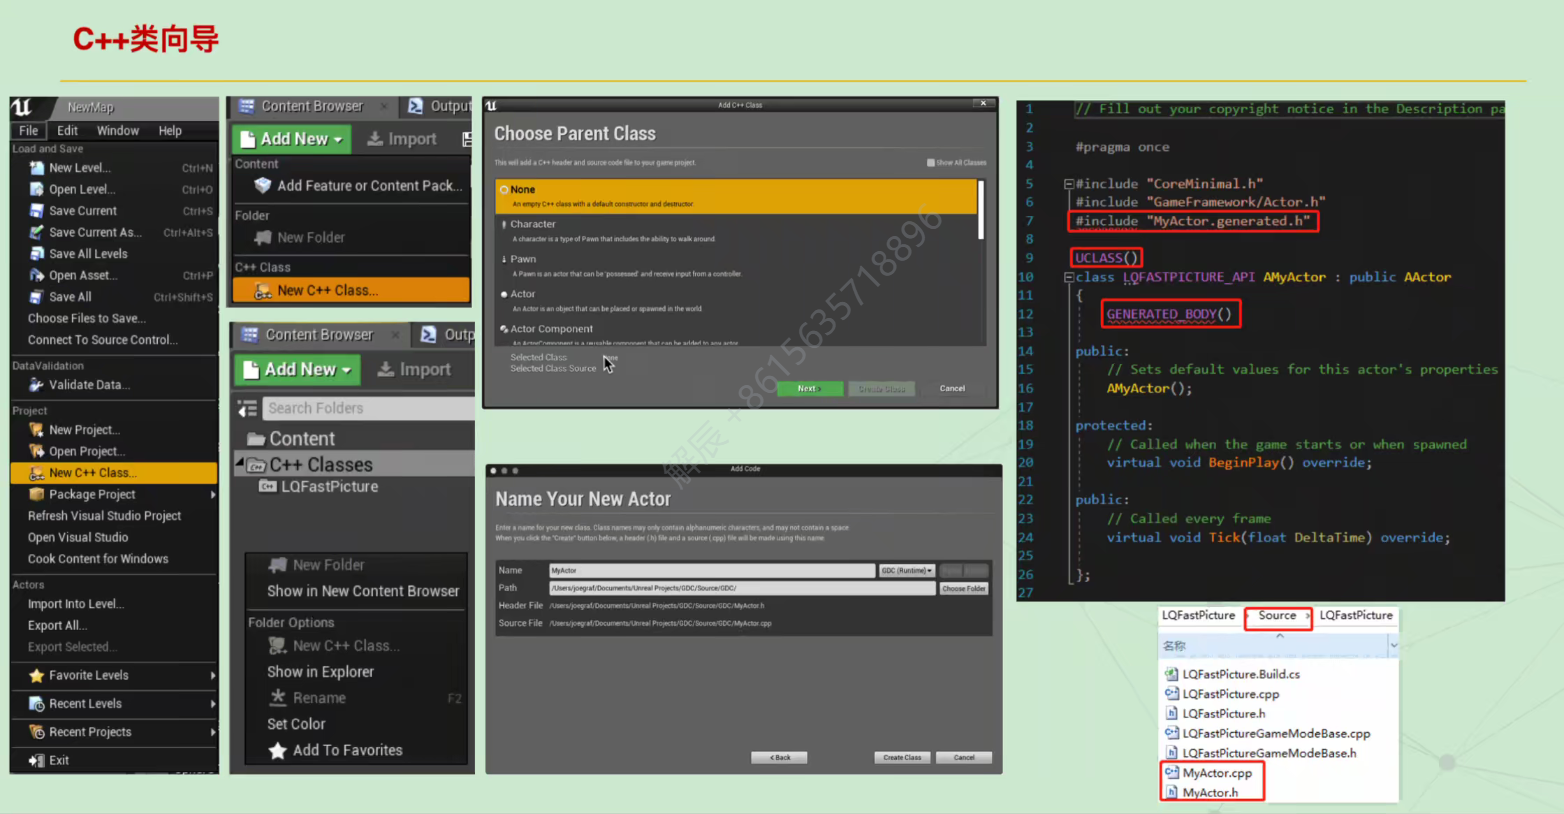 C++类向导
NewMap
File Edit Window Help
Load and Save
New Level... Ctrl+N
Open Level... Ctrl+O
Save Current Ctrl+S
Save Current As... Ctrl+Alt+S
Save All Levels
Open Asset... Ctrl+P
Save All Ctrl+Shift+S
Choose Files to Save...
Connect To Source Control...
DataValidation
Validate Data...
Project
New Project...
Open Project...
New C++ Class...
Package Project
Refresh Visual Studio Project
Open Visual Studio
Cook Content for Windows
Actors
Import Into Level...
Export All...
Export Selected...
Favorite Levels
Recent Levels
Recent Projects
Exit
Content Browser Output
Add New Import
Content
Add Feature or Content Pack...
Folder
New Folder
C++ Class
New C++ Class...
Content Browser Outp
Add New Import
Search Folders
Content
C++ Classes
LQFastPicture
New Folder
Show in New Content Browser
Folder Options
New C++ Class...
Show in Explorer
Rename F2
Set Color
Add To Favorites
Add C++ Class
Choose Parent Class
This will add a C++ header and source code file to your game project.
Show All Classes
None
An empty C++ class with a default constructor and destructor.
Character
A character is a type of Pawn that includes the ability to walk around.
Pawn
A Pawn is an actor that can be 'possessed' and receive input from a controller.
Actor
An Actor is an object that can be placed or spawned in the world.
Actor Component
An ActorComponent is a reusable component that can be added to any actor.
Selected Class None
Selected Class Source
Next Create Class Cancel
Add Code
Name Your New Actor
Enter a name for your new class. Class names may only contain alphanumeric characters, and may not contain a space.
When you click the "Create" button below, a header (.h) file and a source (.cpp) file will be made using this name.
Name MyActor GDC (Runtime)
Path /Users/joegraf/Documents/Unreal Projects/GDC/Source/GDC/ Choose Folder
Header File /Users/joegraf/Documents/Unreal Projects/GDC/Source/GDC/MyActor.h
Source File /Users/joegraf/Documents/Unreal Projects/GDC/Source/GDC/MyActor.cpp
< Back Create Class Cancel
1 // Fill out your copyright notice in the Description pa
2
3 #pragma once
4
5 #include "CoreMinimal.h"
6 #include "GameFramework/Actor.h"
7 #include "MyActor.generated.h"
8
9 UCLASS()
10 class LQFASTPICTURE_API AMyActor : public AActor
11 {
12 GENERATED_BODY()
13
14 public:
15 // Sets default values for this actor's properties
16 AMyActor();
17
18 protected:
19 // Called when the game starts or when spawned
20 virtual void BeginPlay() override;
21
22 public:
23 // Called every frame
24 virtual void Tick(float DeltaTime) override;
25
26 };
27
LQFastPicture Source LQFastPicture
名称
LQFastPicture.Build.cs
LQFastPicture.cpp
LQFastPicture.h
LQFastPictureGameModeBase.cpp
LQFastPictureGameModeBase.h
MyActor.cpp
MyActor.h
解辰 +8615635718896